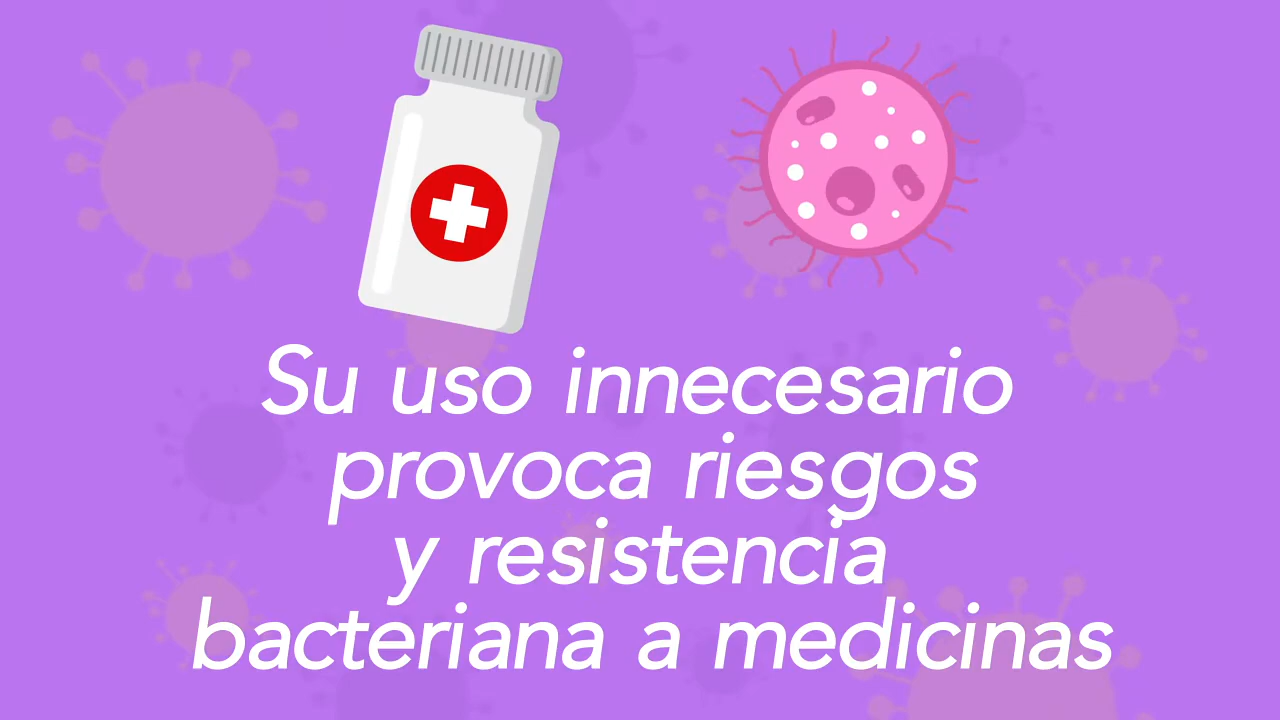 Su uso innecesario
provoca riesgos
y resistencia
bacteriana a medicinas